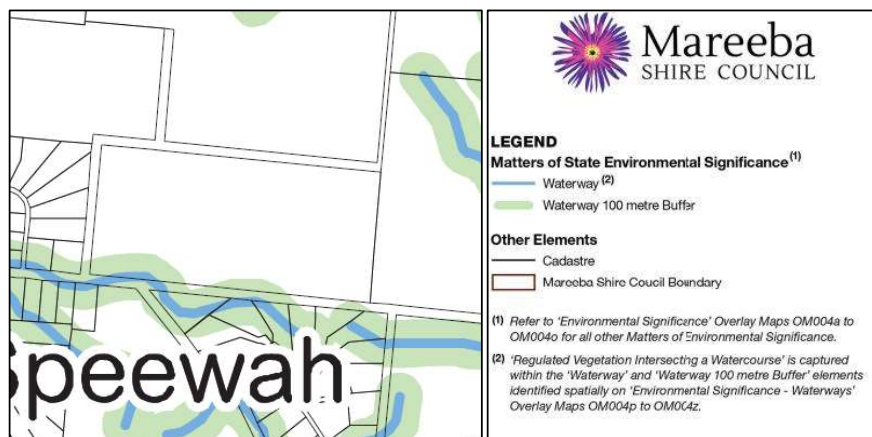 Speewah
Mareeba
SHIRE COUNCIL
LEGEND
Matters of State Environmental Significance (1)
Waterway (2)
Waterway 100 metre Buffer
Other Elements
Cadastre
Mareeba Shire Coucil Boundary
(1) Refer to 'Environmental Significance' Overlay Maps OM004a to
OM004o for all other Matters of Environmental Significance.
(2) 'Regulated Vegetation Intersecting a Watercourse' is captured
within the 'Waterway' and 'Waterway 100 metre Buffer' elements
identified spatially on 'Environmental Significance - Waterways'
Overlay Maps OM004p to OM004z.